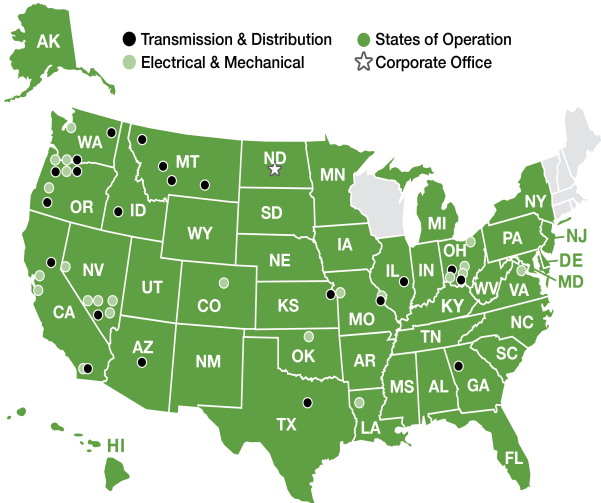 AK
Transmission & Distribution
States of Operation
Electrical & Mechanical
Corporate Office
WA
MT
ND
MN
OR
ID
SD
WY
MI
NY
PA
NJ
DE
MD
IA
NE
NV
UT
CO
CA
KS
MO
IL
IN
OH
WV
VA
KY
NC
TN
SC
AZ
NM
OK
AR
MS
AL
GA
TX
LA
FL
HI